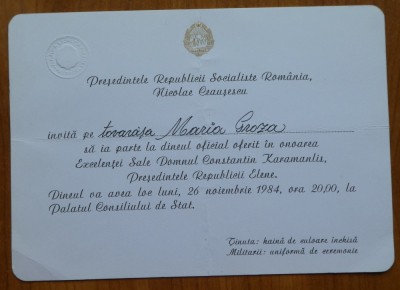 Președintele Republicii Socialiste România,
Nicolae Ceaușescu
invită pe tovarășa Maria Groza
să ia parte la dineul oficial oferit în onoarea
Excelenței Sale Domnul Constantin Karamanlis,
Președintele Republicii Elene.
Dineul va avea loc luni, 26 noiembrie 1984, ora 20,00, la
Palatul Consiliului de Stat.
Ținuta: haină de culoare închisă
Militarii: uniformă de ceremonie